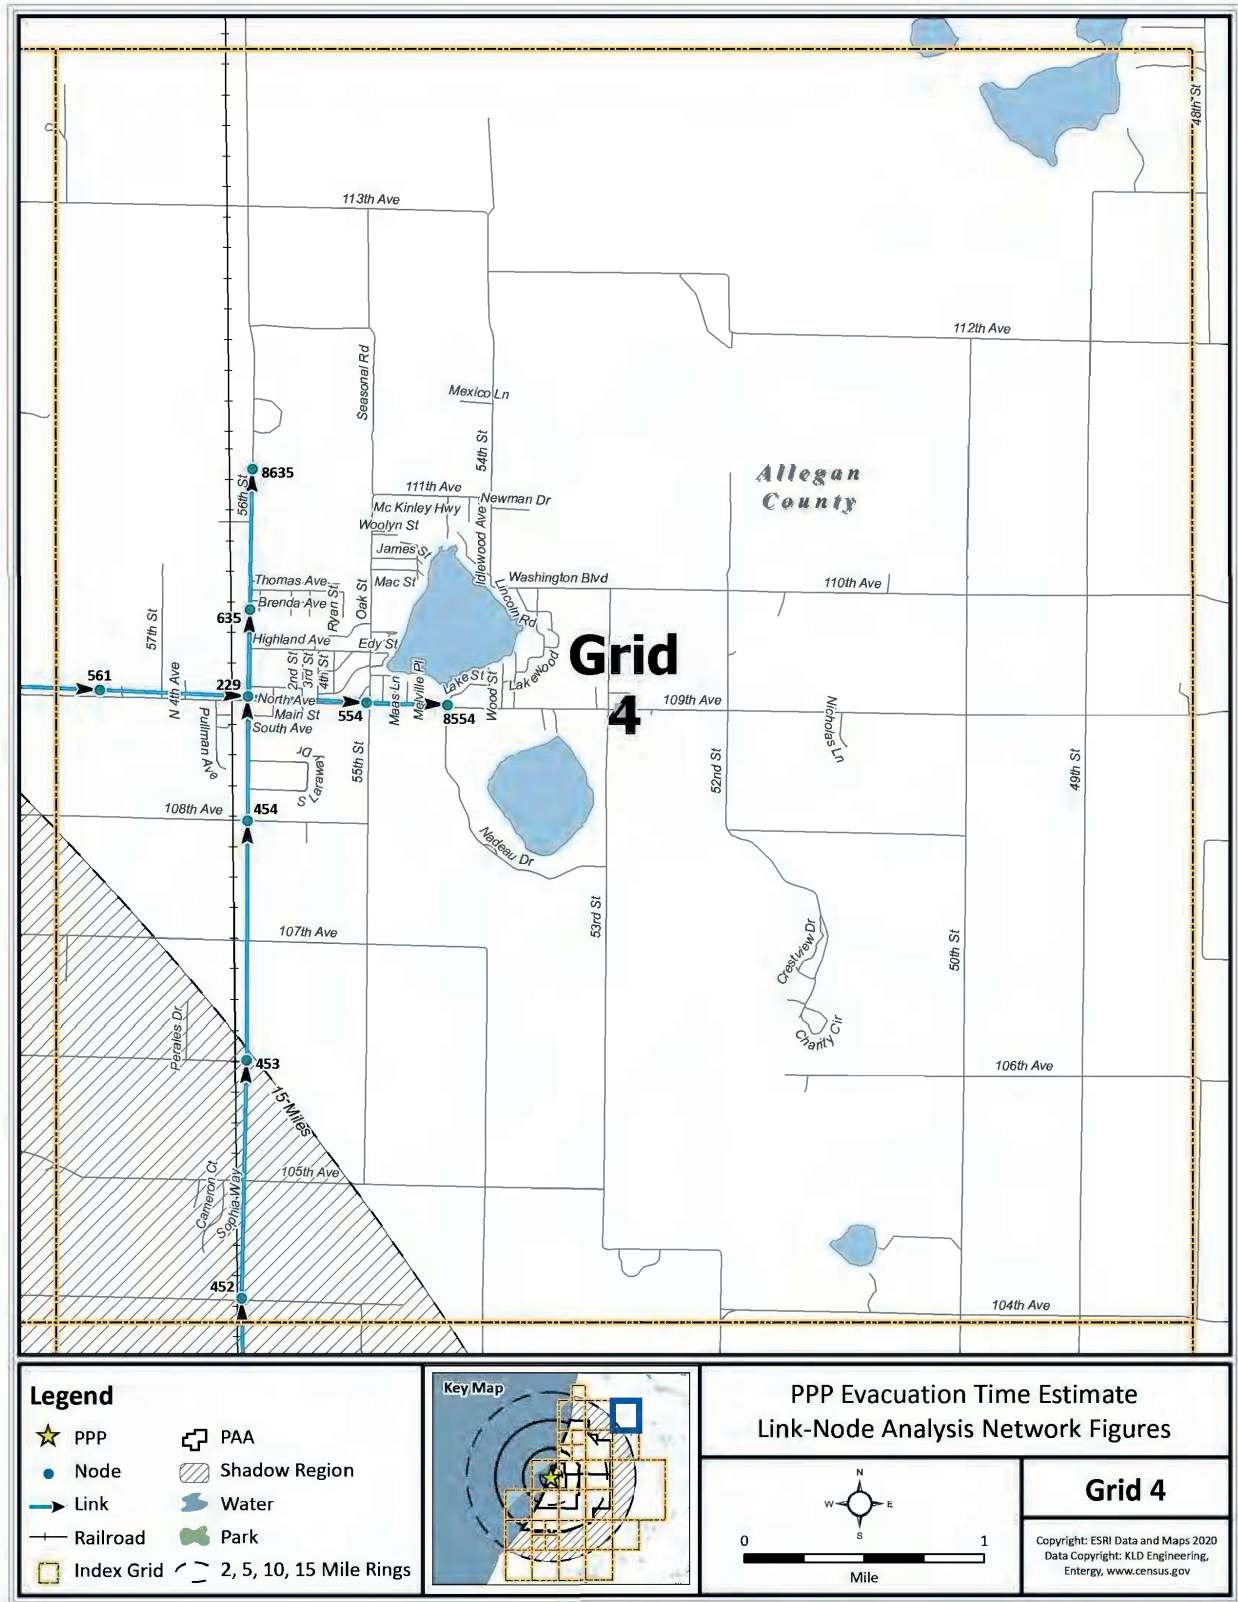 48th St
113th Ave
112th Ave
Seasonal Rd
Mexico Ln
54th St
Allegan
County
8635
56th St
111th Ave
Newman Dr
Mc Kinley Hwy
Woolyn St
Idlewood Ave
James St
Washington Blvd
Thomas Ave
Mac St
110th Ave
Brenda Ave
Ryan St
Oak St
Lincoln Rd
635
57th St
Highland Ave
Edy St
Grid
4
561
N 4th Ave
229
2nd St
3rd St
4th St
Maas Ln
Melville Pl
Lake St
Wood St
Lakewood
North Ave
554
8554
109th Ave
Main St
South Ave
Pullman Ave
Nicholas Ln
S Laraway Dr
55th St
52nd St
49th St
108th Ave
454
Nadeau Dr
53rd St
107th Ave
Crestview Dr
50th St
Perales Dr
Charity Cir
453
106th Ave
15 Miles
105th Ave
Cameron Ct
Sophia Way
452
104th Ave
Legend
PPP
PAA
Node
Shadow Region
Link
Water
Railroad
Park
Index Grid
2, 5, 10, 15 Mile Rings
Key Map
PPP Evacuation Time Estimate
Link-Node Analysis Network Figures
N
W
E
S
0
1
Mile
Grid 4
Copyright: ESRI Data and Maps 2020
Data Copyright: KLD Engineering,
Entergy, www.census.gov